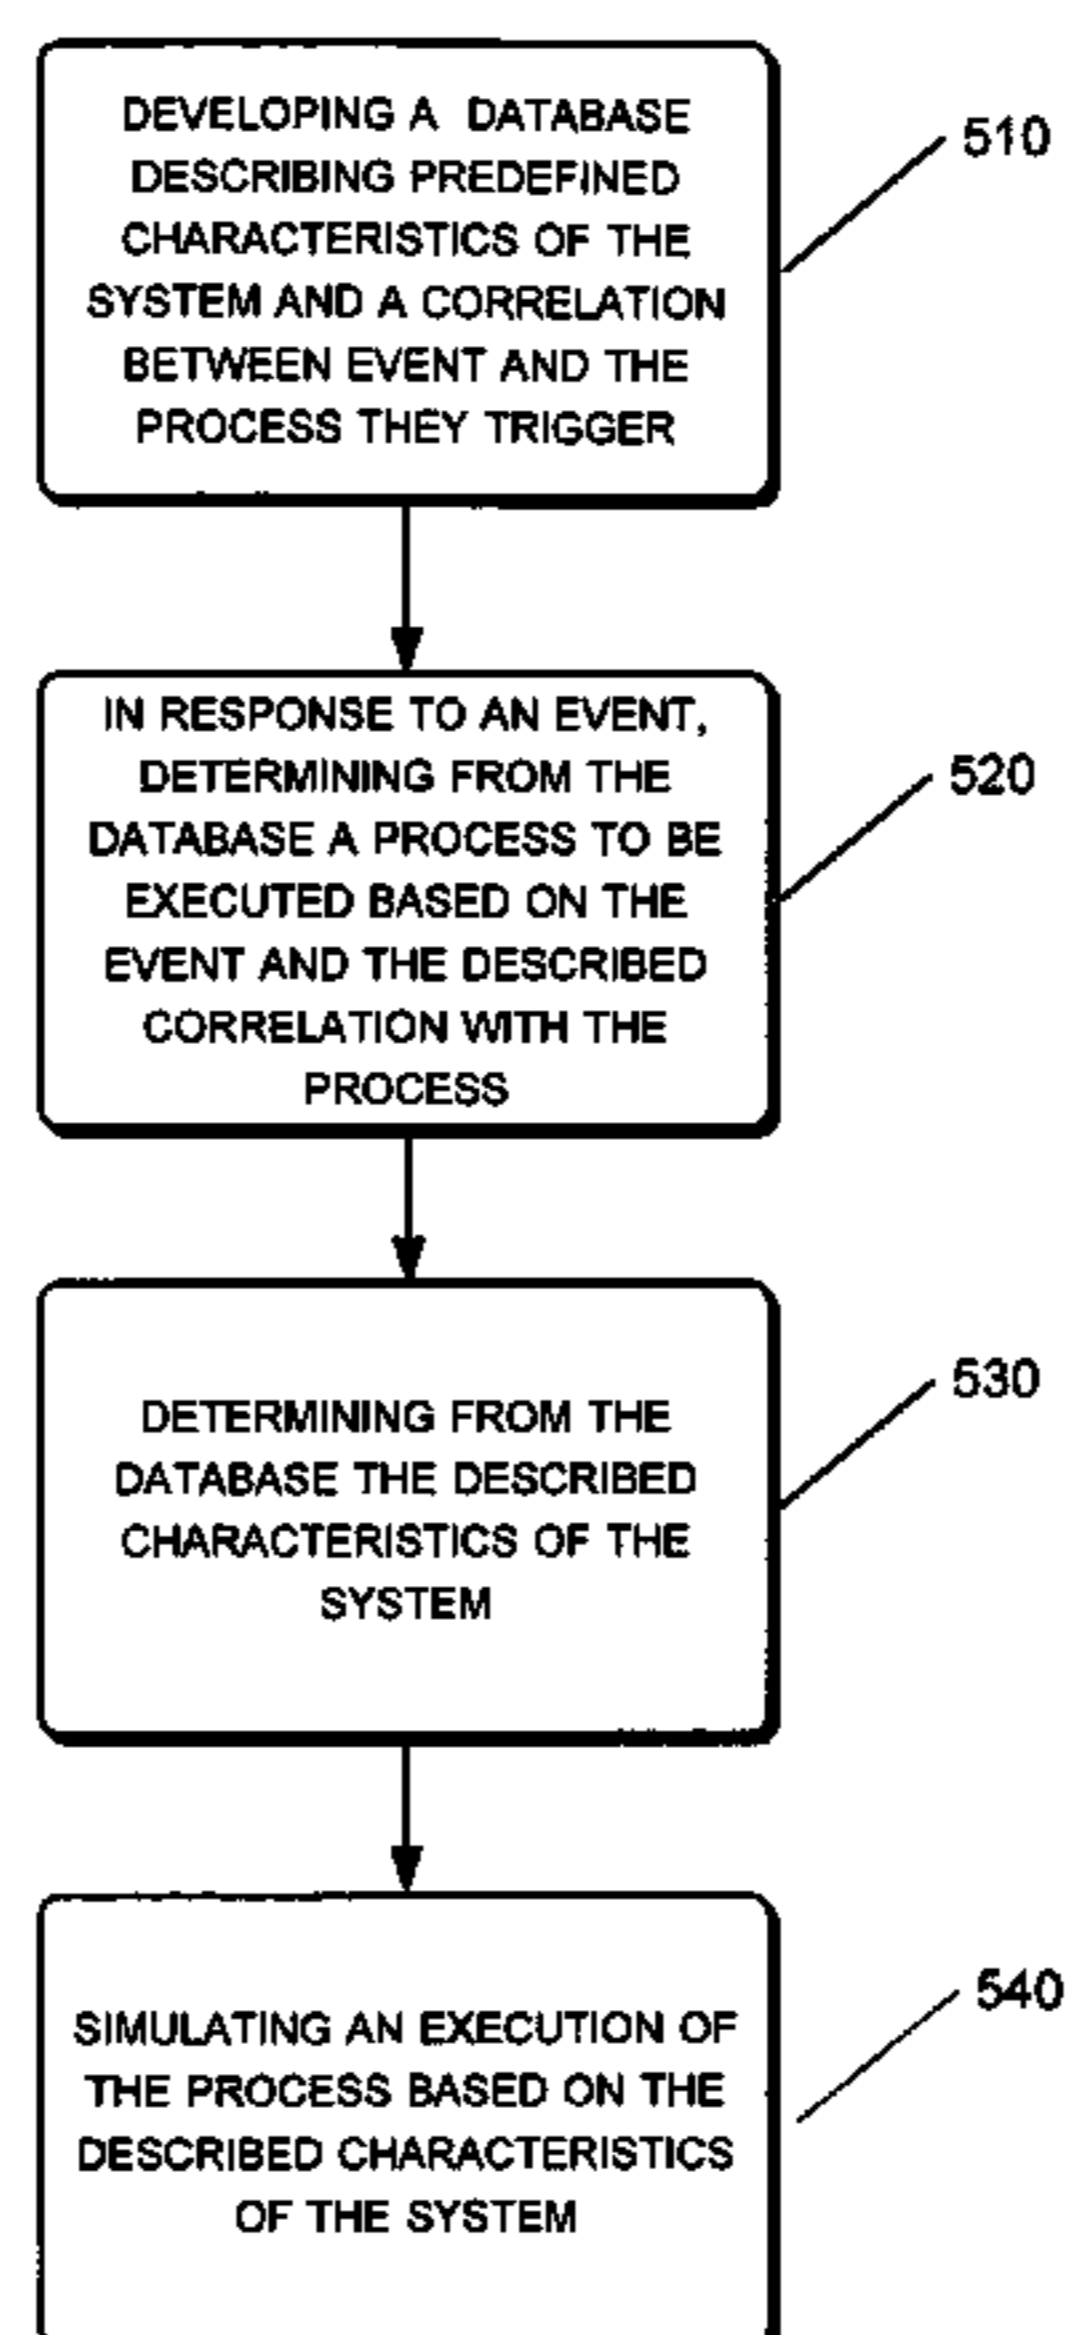 DEVELOPING A DATABASE
DESCRIBING PREDEFINED
CHARACTERISTICS OF THE
SYSTEM AND A CORRELATION
BETWEEN EVENT AND THE
PROCESS THEY TRIGGER
510
IN RESPONSE TO AN EVENT,
DETERMINING FROM THE
DATABASE A PROCESS TO BE
EXECUTED BASED ON THE
EVENT AND THE DESCRIBED
CORRELATION WITH THE
PROCESS
520
DETERMINING FROM THE
DATABASE THE DESCRIBED
CHARACTERISTICS OF THE
SYSTEM
530
SIMULATING AN EXECUTION OF
THE PROCESS BASED ON THE
DESCRIBED CHARACTERISTICS
OF THE SYSTEM
540